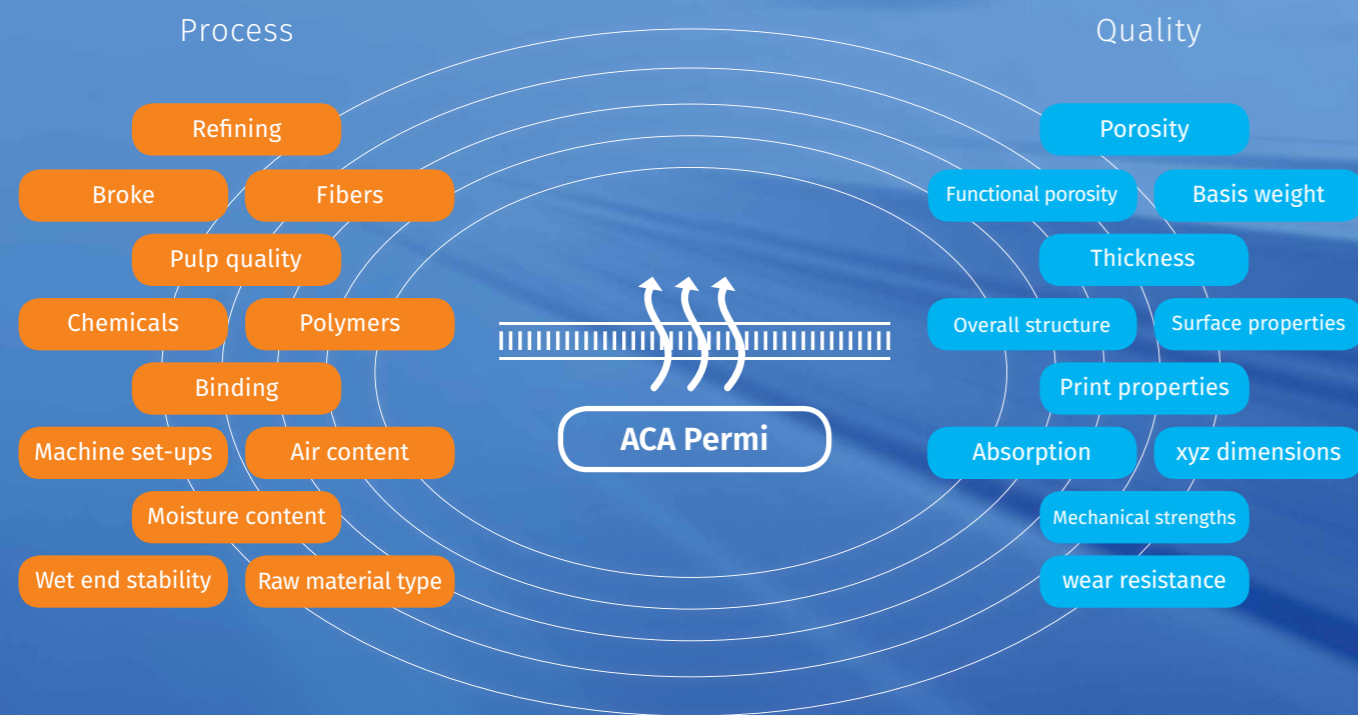 Process
Quality
Refining
Broke
Fibers
Pulp quality
Chemicals
Polymers
Binding
Machine set-ups
Air content
Moisture content
Wet end stability
Raw material type
ACA Permi
Porosity
Functional porosity
Basis weight
Thickness
Overall structure
Surface properties
Print properties
Absorption
xyz dimensions
Mechanical strengths
wear resistance